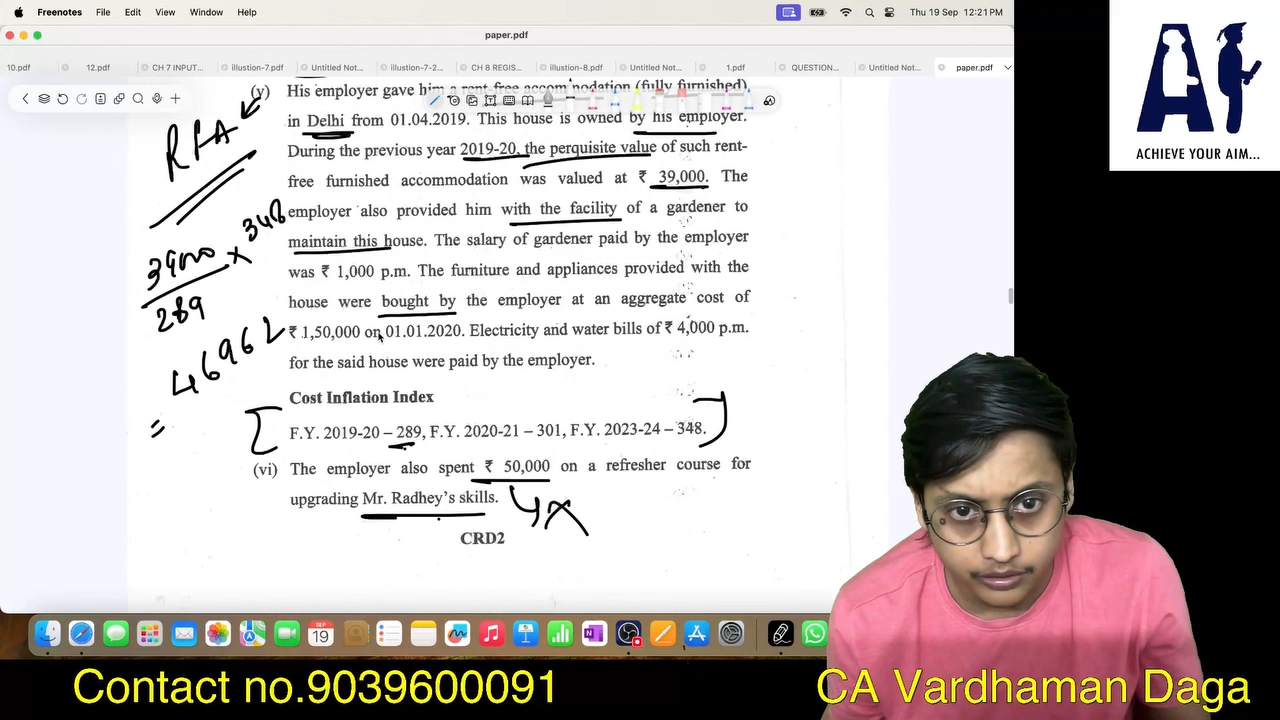 Freenotes File Edit View Window Help Thu 19 Sep 12:21 PM
paper.pdf
10.pdf 12.pdf CH 7 INPUT... illustion-7.pdf Untitled Not... illustion-7-2... CH 8 REGIS... illustion-8.pdf Untitled Not... 1.pdf QUESTION... Untitled Not... paper.pdf
(v) His employer gave him a rent free accommodation (fully furnished)
in Delhi from 01.04.2019. This house is owned by his employer.
During the previous year 2019-20, the perquisite value of such rent-
free furnished accommodation was valued at ₹ 39,000. The
employer also provided him with the facility of a gardener to
maintain this house. The salary of gardener paid by the employer
was ₹ 1,000 p.m. The furniture and appliances provided with the
house were bought by the employer at an aggregate cost of
₹ 1,50,000 on 01.01.2020. Electricity and water bills of ₹ 4,000 p.m.
for the said house were paid by the employer.
Cost Inflation Index
F.Y. 2019-20 – 289, F.Y. 2020-21 – 301, F.Y. 2023-24 – 348.
(vi) The employer also spent ₹ 50,000 on a refresher course for
upgrading Mr. Radhey's skills.
CRD2
RFA
39000 × 348
289
= 46962
AI
ACHIEVE YOUR AIM...
SEP
19
Contact no.9039600091
CA Vardhaman Daga